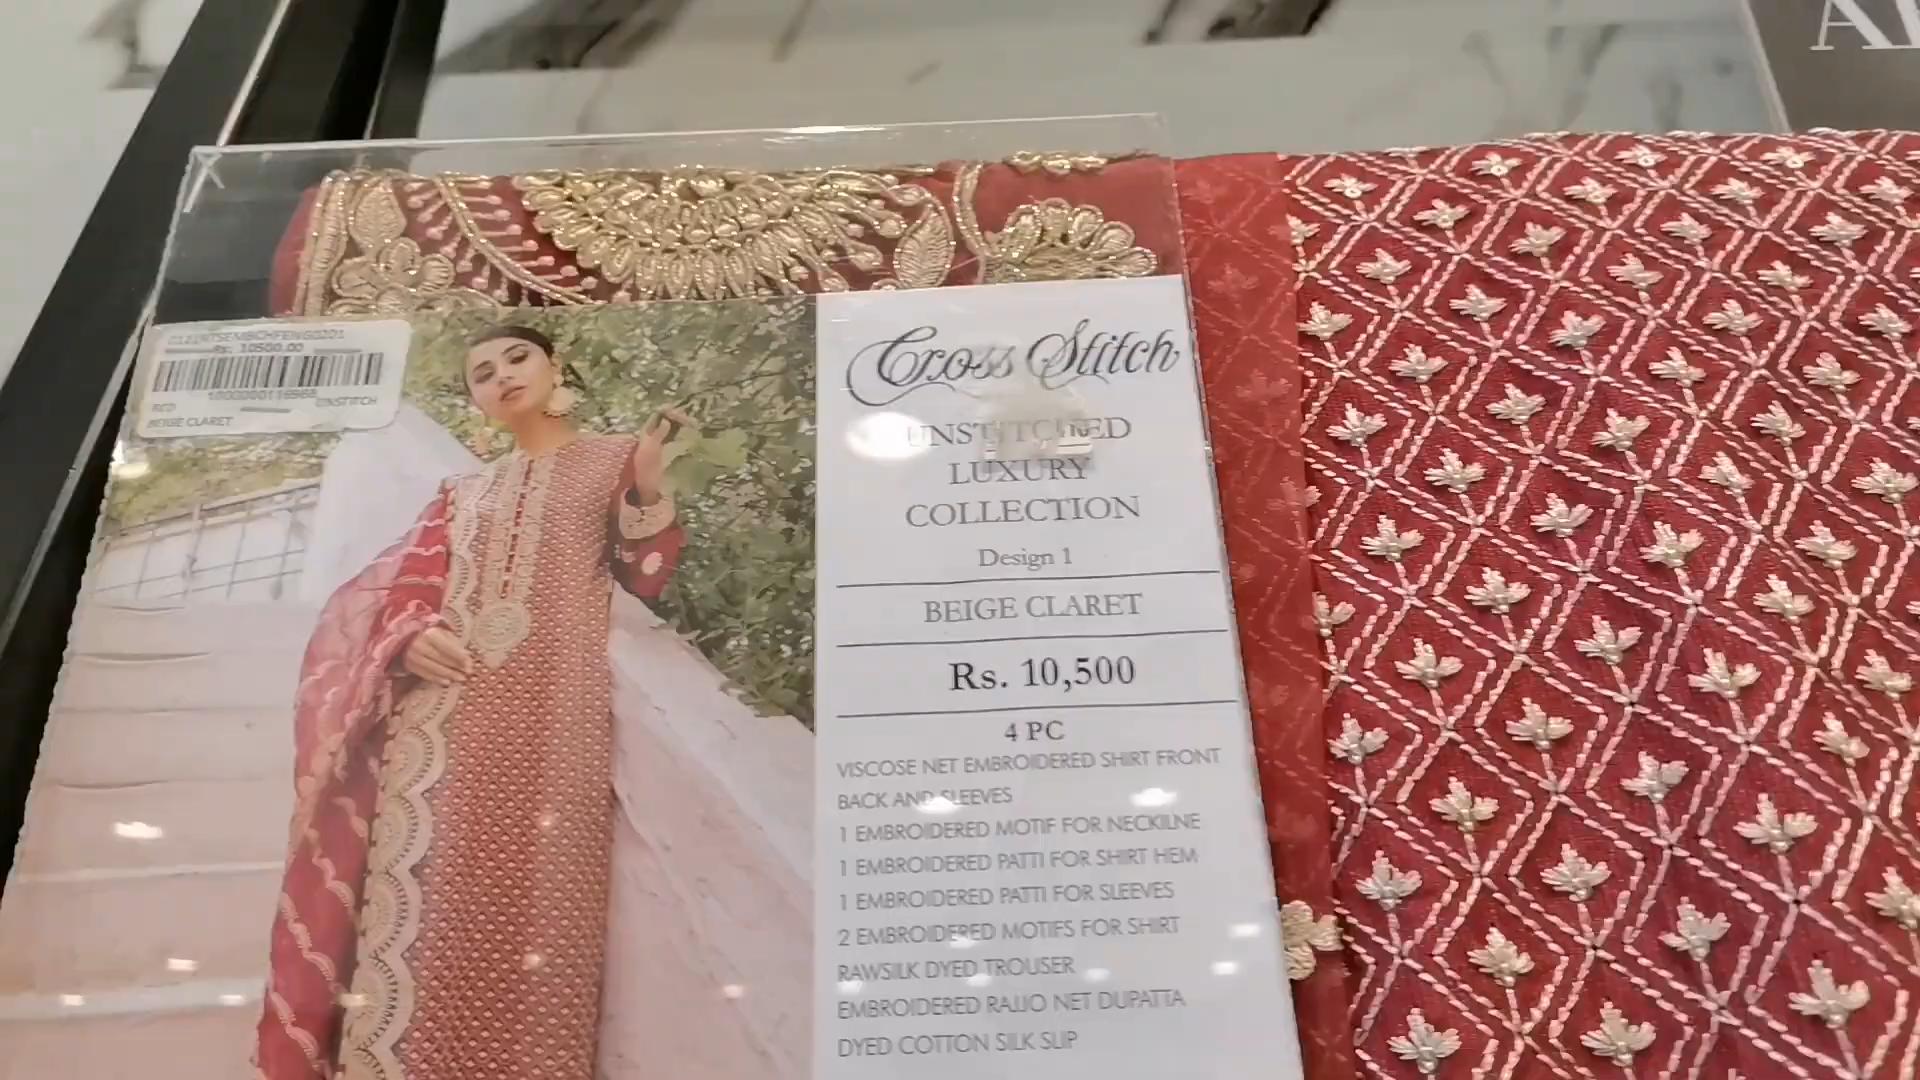 Rs. 10500.00
RED
UNSTITCH
BEIGE CLARET
Cross Stitch
UNSTITCHED
LUXURY
COLLECTION
Design 1
BEIGE CLARET
Rs. 10,500
4 PC
VISCOSE NET EMBROIDERED SHIRT FRONT
BACK AND SLEEVES
1 EMBROIDERED MOTIF FOR NECKILNE
1 EMBROIDERED PATTI FOR SHIRT HEM
1 EMBROIDERED PATTI FOR SLEEVES
2 EMBROIDERED MOTIFS FOR SHIRT
RAWSILK DYED TROUSER
EMBROIDERED RAJJO NET DUPATTA
DYED COTTON SILK SLIP